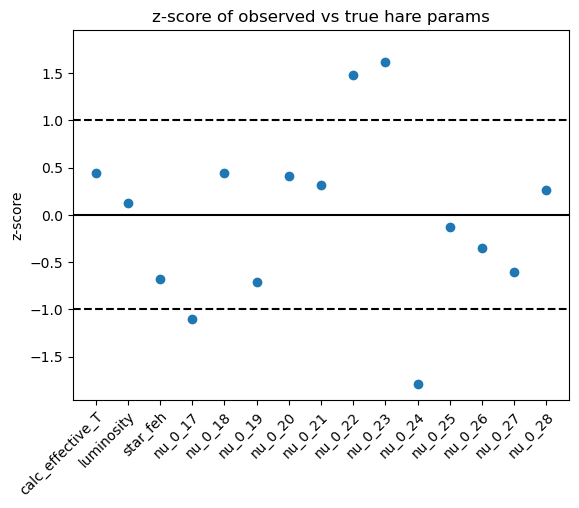 z-score of observed vs true hare params
z-score
1.5
1.0
0.5
0.0
−0.5
−1.0
−1.5
calc_effective_T
luminosity
star_feh
nu_0_17
nu_0_18
nu_0_19
nu_0_20
nu_0_21
nu_0_22
nu_0_23
nu_0_24
nu_0_25
nu_0_26
nu_0_27
nu_0_28